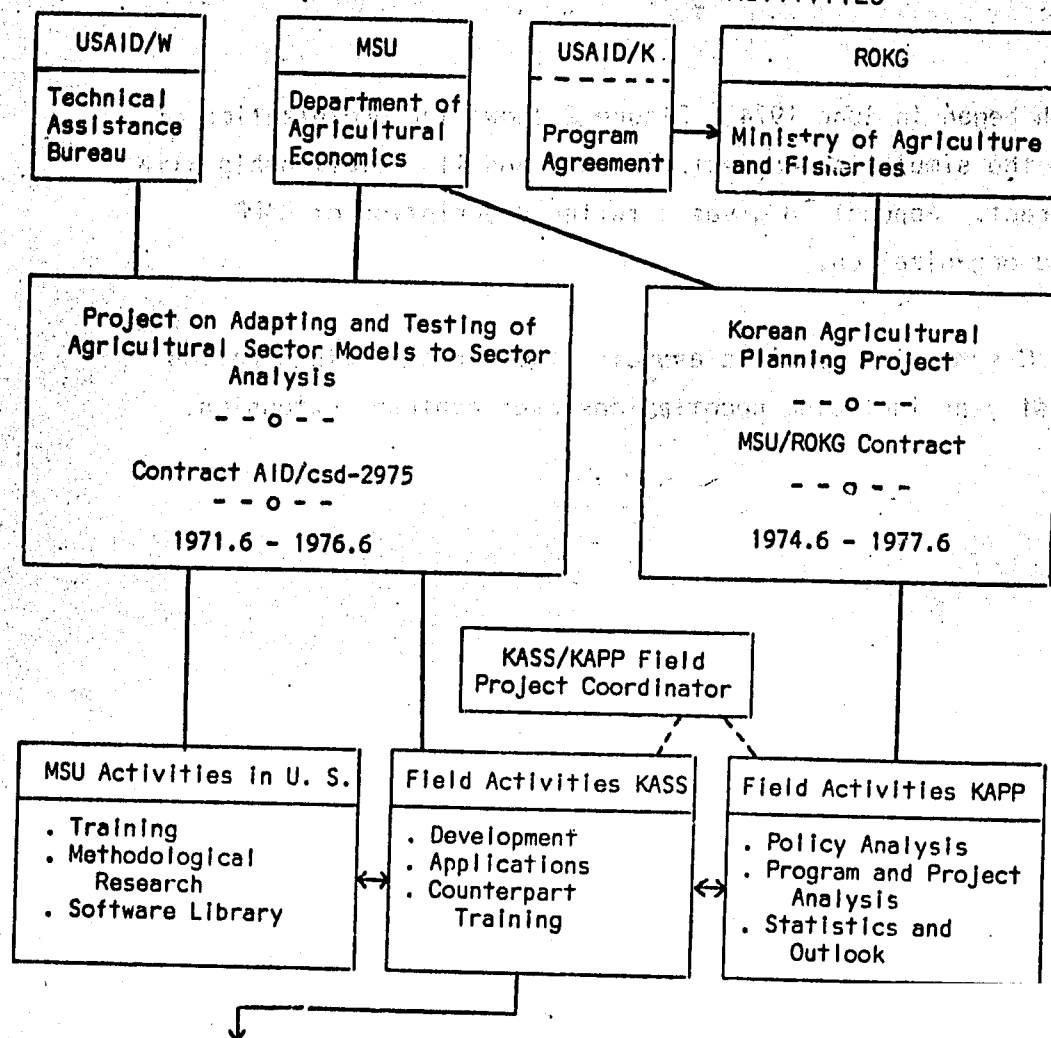 ACTIVITIES
USAID/W
Technical
Assistance
Bureau
MSU
Department of
Agricultural
Economics
USAID/K
Program
Agreement
ROKG
Ministry of Agriculture
and Fisheries
Project on Adapting and Testing of
Agricultural Sector Models to Sector
Analysis
- - o - -
Contract AID/csd-2975
- - o - -
1971.6 - 1976.6
Korean Agricultural
Planning Project
- - o - -
MSU/ROKG Contract
- - o - -
1974.6 - 1977.6
KASS/KAPP Field
Project Coordinator
MSU Activities in U. S.
. Training
. Methodological
Research
. Software Library
Field Activities KASS
. Development
. Applications
. Counterpart
Training
Field Activities KAPP
. Policy Analysis
. Program and Project
Analysis
. Statistics and
Outlook